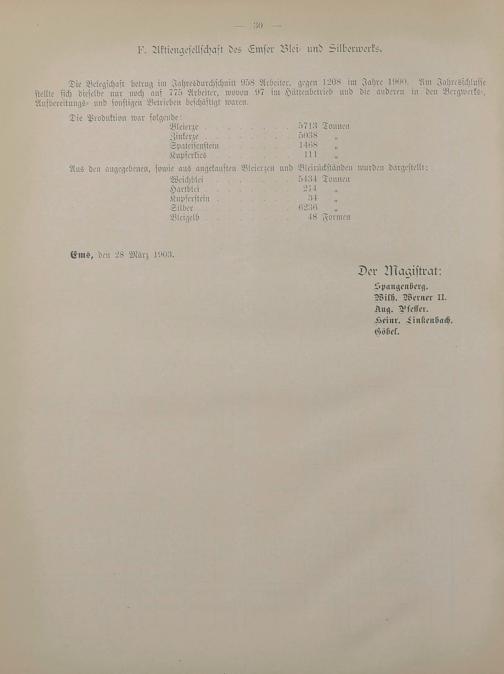 — 30 —
F. Aktiengesellschaft des Emser Blei- und Silberwerks.
Die Belegschaft betrug im Jahresdurchschnitt 958 Arbeiter, gegen 1208 im Jahre 1900. Am Jahresschlusse
stellte sich dieselbe nur noch auf 775 Arbeiter, wovon 97 im Hüttenbetrieb und die anderen in den Bergwerks-,
Aufbereitungs- und sonstigen Betrieben beschäftigt waren.
Die Produktion war folgende:
Bleierze . . . . . . . . . 5713 Tonnen
Zinkerze . . . . . . . . . 5038 „
Spateisenstein . . . . . . . 1468 „
Kupferkies . . . . . . . . 111 „
Aus den angegebenen, sowie aus angekauften Bleierzen und Bleirückständen wurden dargestellt:
Weichblei . . . . . . . . 5434 Tonnen
Hartblei . . . . . . . . . 214 „
Kupferstein . . . . . . . . 34 „
Silber . . . . . . . . . 6236 „
Bleigelb . . . . . . . . . 48 Formen
Ems, den 28 März 1903.
Der Magistrat:
Spangenberg.
Wilh. Werner II.
Aug. Pfeffer.
Heinr. Linkenbach.
Göbel.